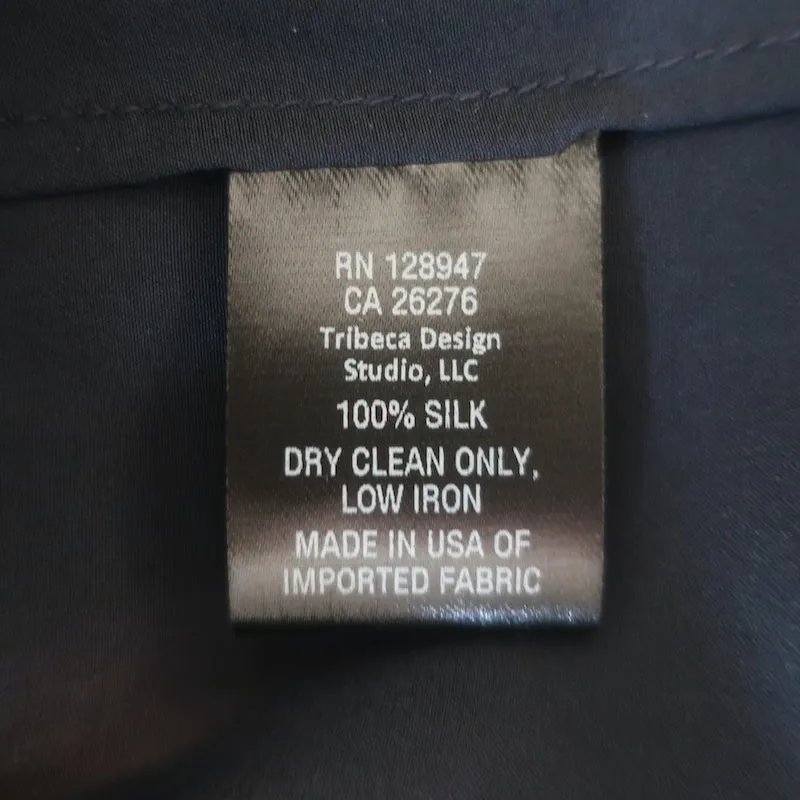 RN 128947
CA 26276
Tribeca Design
Studio, LLC
100% SILK
DRY CLEAN ONLY,
LOW IRON
MADE IN USA OF
IMPORTED FABRIC